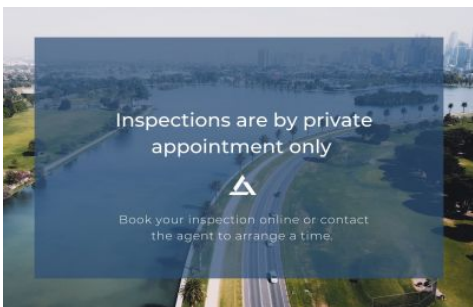 Inspections are by private
appointment only
Book your inspection online or contact
the agent to arrange a time.